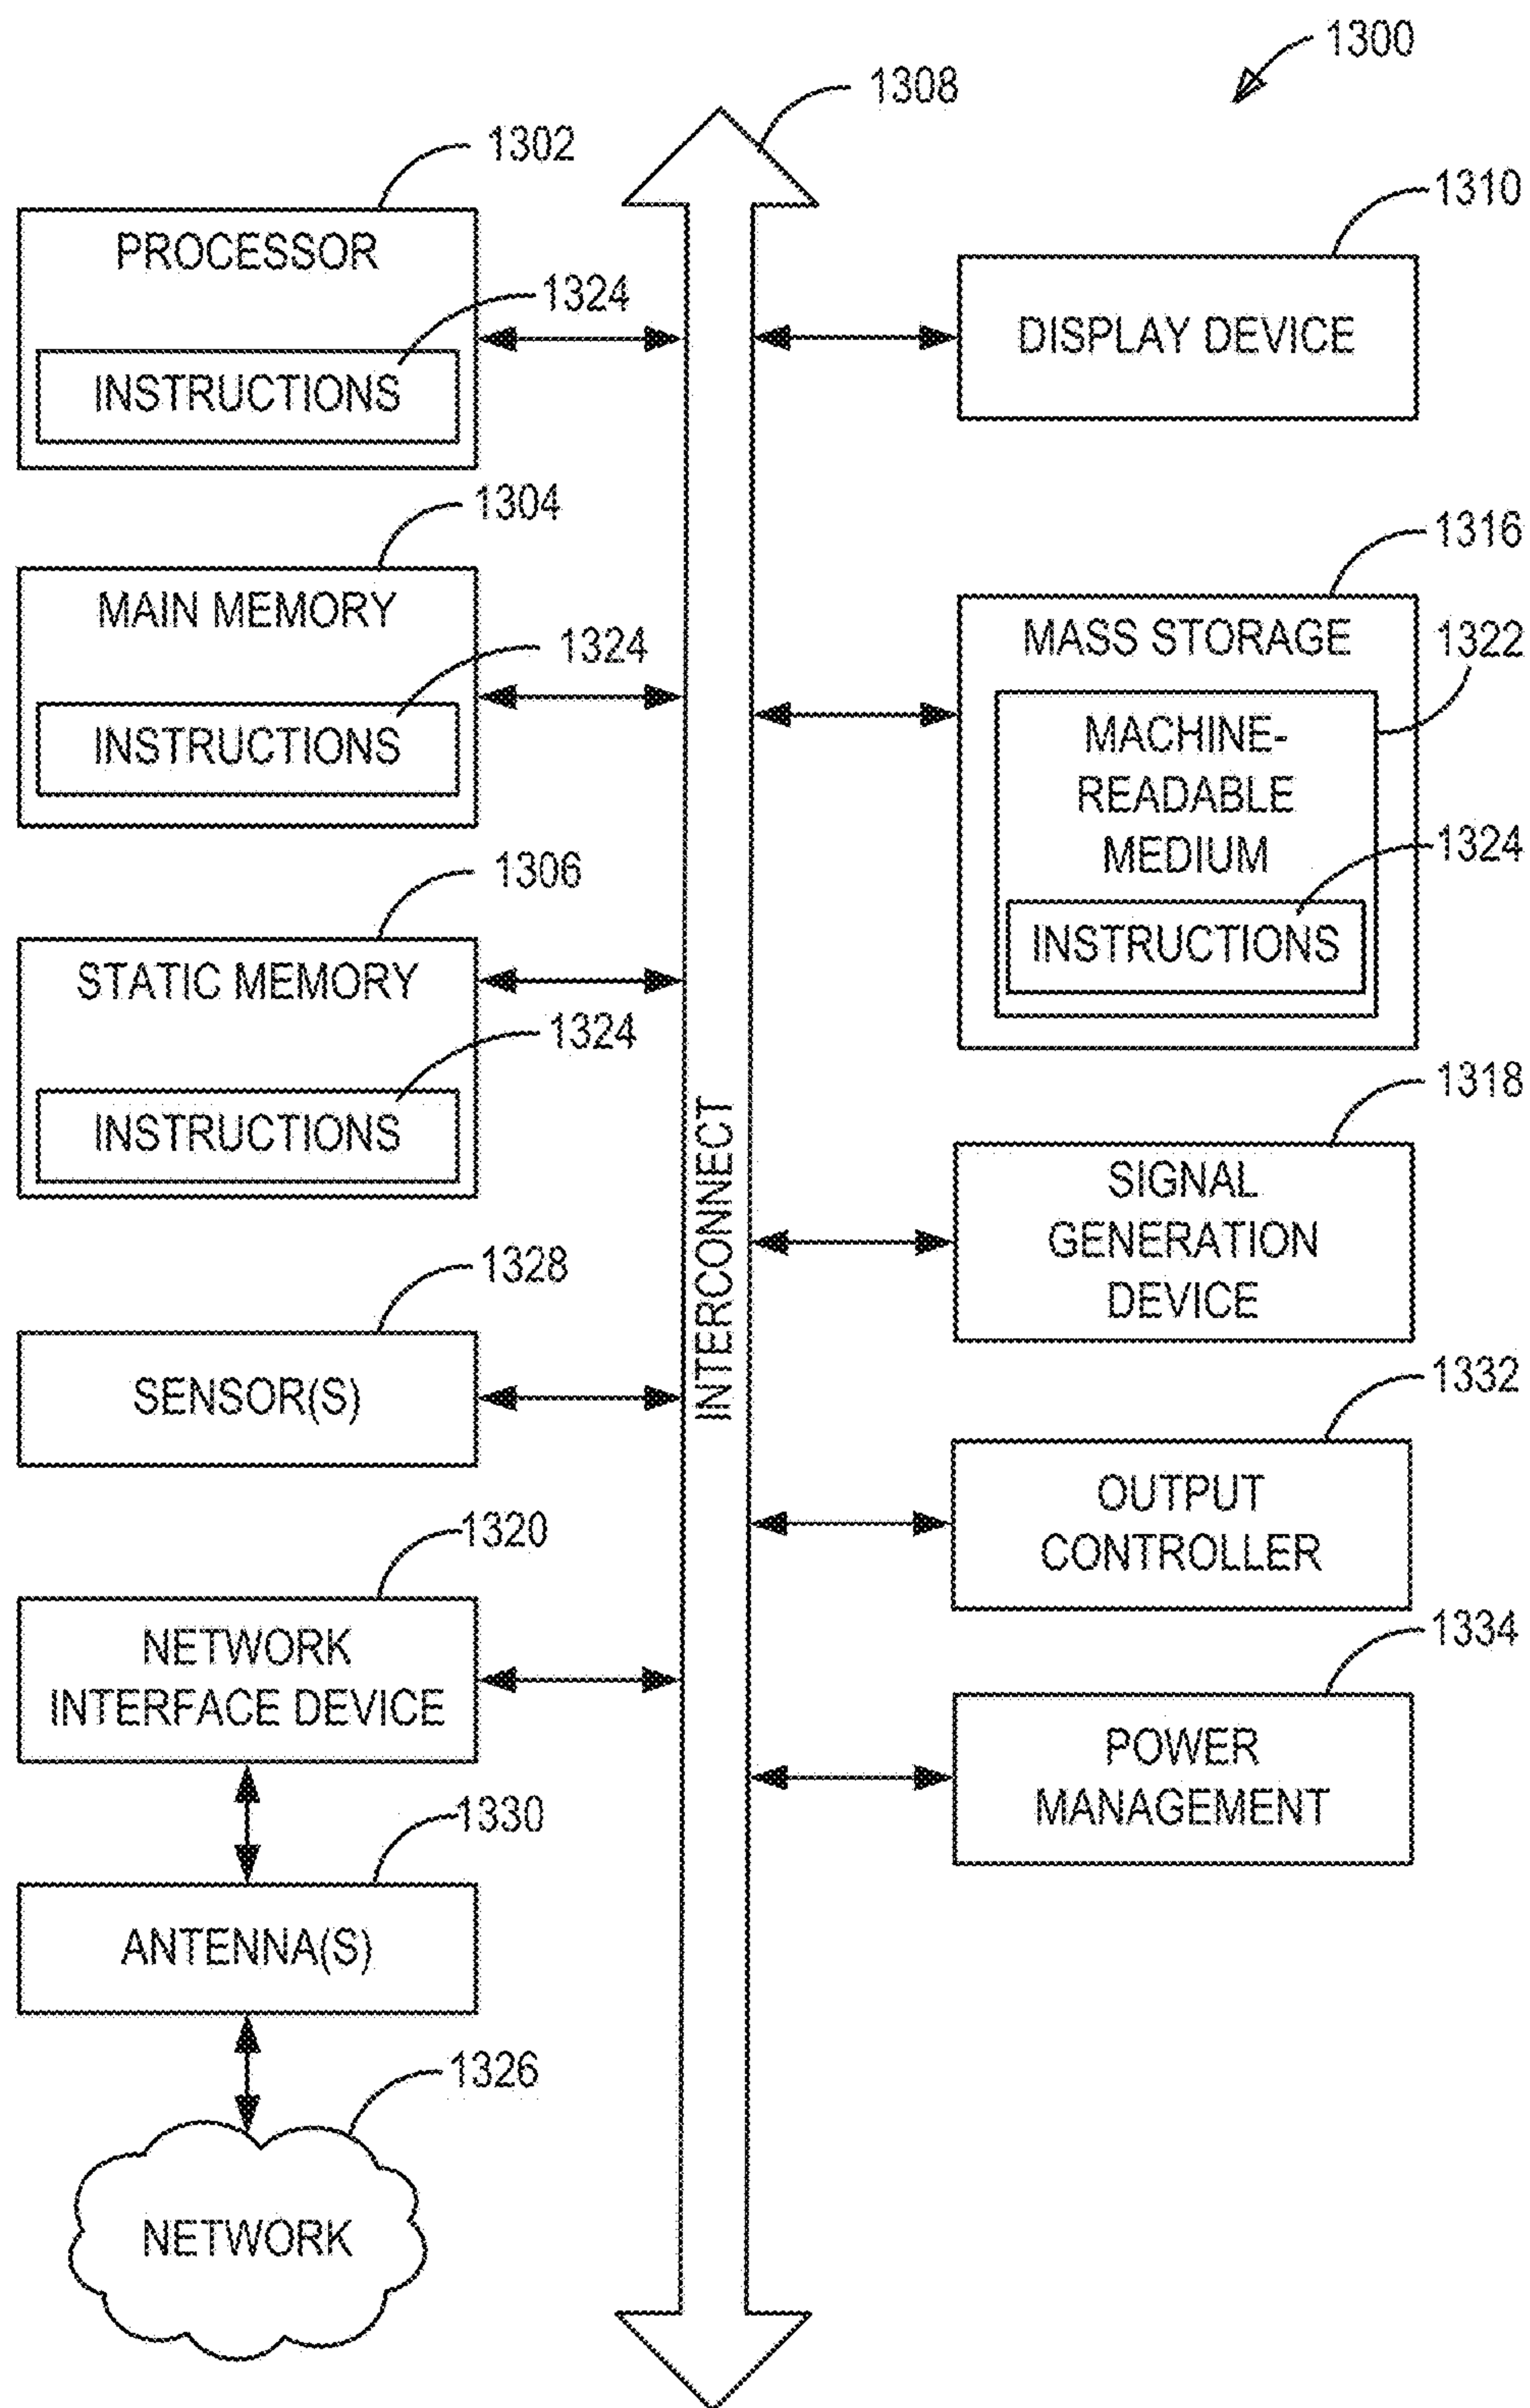 1300
1308
1302
PROCESSOR
1324
INSTRUCTIONS
1304
MAIN MEMORY
1324
INSTRUCTIONS
1306
STATIC MEMORY
1324
INSTRUCTIONS
1328
SENSOR(S)
1320
NETWORK
INTERFACE DEVICE
1330
ANTENNA(S)
1326
NETWORK
INTERCONNECT
1310
DISPLAY DEVICE
1316
MASS STORAGE
1322
MACHINE-
READABLE
MEDIUM
1324
INSTRUCTIONS
1318
SIGNAL
GENERATION
DEVICE
1332
OUTPUT
CONTROLLER
1334
POWER
MANAGEMENT